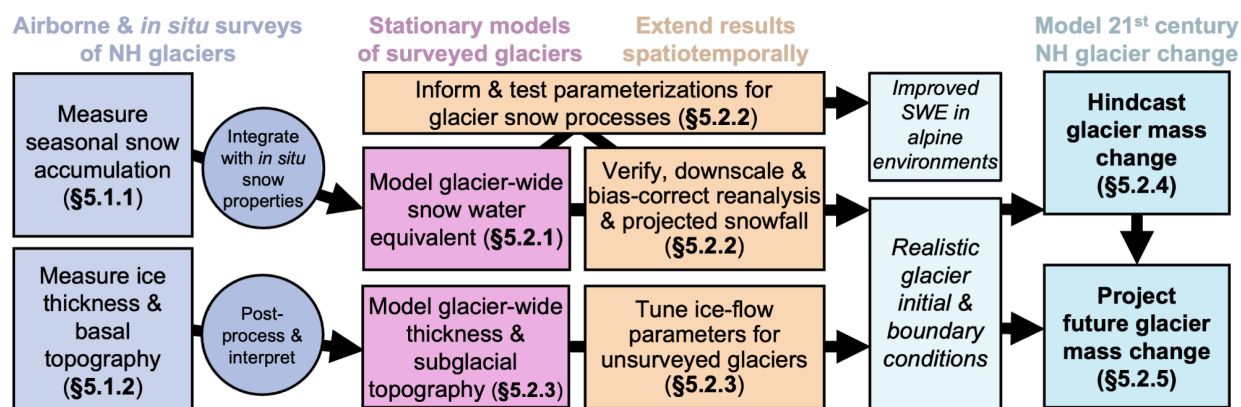 Airborne & in situ surveys
of NH glaciers
Stationary models
of surveyed glaciers
Extend results
spatiotemporally
Model 21st century
NH glacier change
Measure
seasonal snow
accumulation
(§5.1.1)
Integrate
with in situ
snow
properties
Inform & test parameterizations for
glacier snow processes (§5.2.2)
Model glacier-wide
snow water
equivalent (§5.2.1)
Verify, downscale &
bias-correct reanalysis
& projected snowfall
(§5.2.2)
Improved
SWE in
alpine
environments
Hindcast
glacier mass
change
(§5.2.4)
Measure ice
thickness &
basal
topography
(§5.1.2)
Post-
process &
interpret
Model glacier-wide
thickness &
subglacial
topography (§5.2.3)
Tune ice-flow
parameters for
unsurveyed glaciers
(§5.2.3)
Realistic
glacier
initial &
boundary
conditions
Project
future glacier
mass change
(§5.2.5)